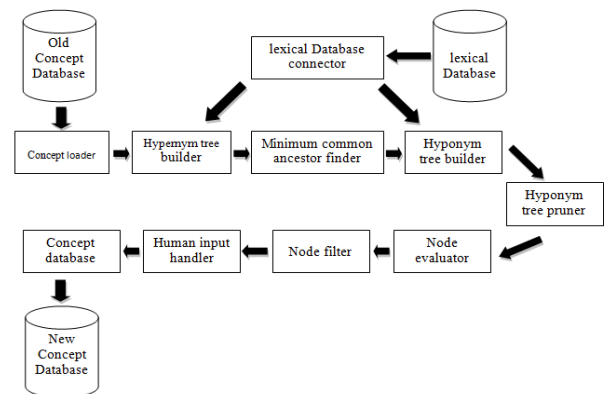 Old
Concept
Database
lexical Database
connector
lexical
Database
Concept loader
Hypemym tree
builder
Minimum common
ancestor finder
Hyponym
tree builder
Hyponym
tree pruner
Concept
database
Human input
handler
Node filter
Node
evaluator
New
Concept
Database